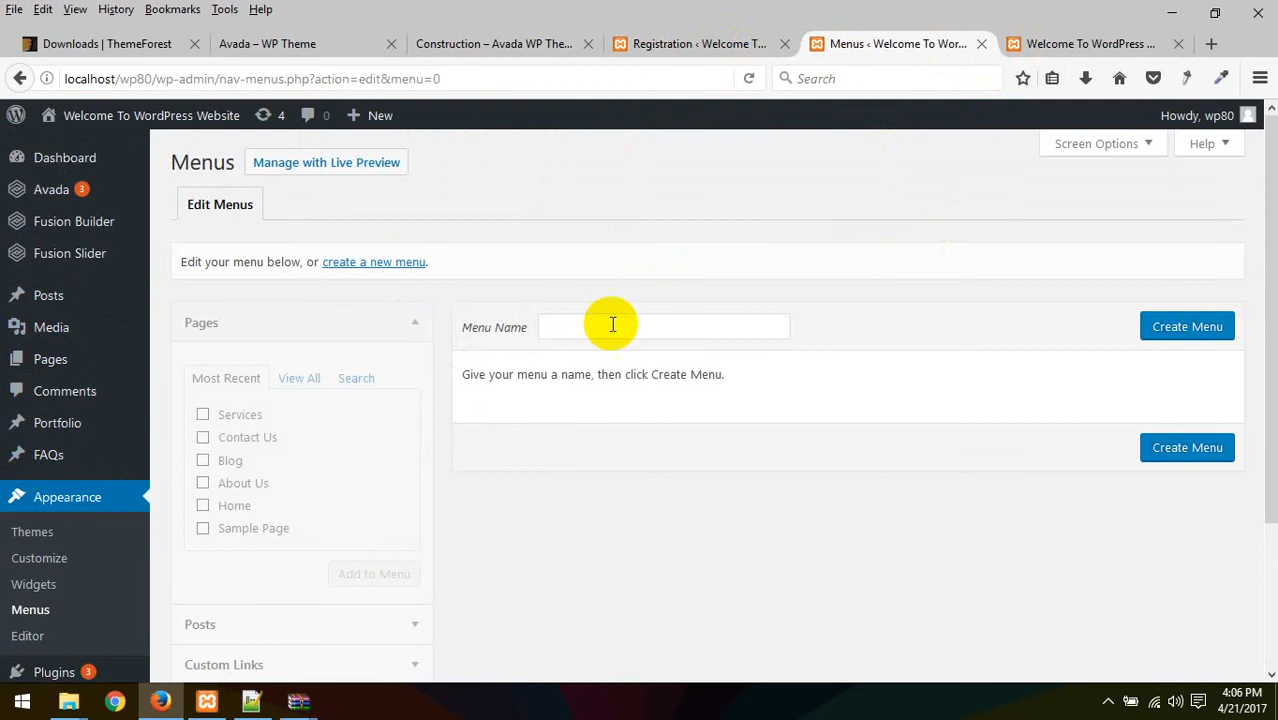 File Edit View History Bookmarks Tools Help
Downloads | ThemeForest
Avada – WP Theme
Construction – Avada WP The...
Registration ‹ Welcome T...
Menus ‹ Welcome To Wor...
Welcome To WordPress ...
localhost/wp80/wp-admin/nav-menus.php?action=edit&menu=0
Search
Welcome To WordPress Website 4 0 New
Howdy, wp80
Dashboard
Avada 3
Fusion Builder
Fusion Slider
Posts
Media
Pages
Comments
Portfolio
FAQs
Appearance
Themes
Customize
Widgets
Menus
Editor
Plugins 3
Screen Options
Help
Menus
Manage with Live Preview
Edit Menus
Edit your menu below, or create a new menu.
Pages
Most Recent View All Search
Services
Contact Us
Blog
About Us
Home
Sample Page
Add to Menu
Posts
Custom Links
Menu Name
Create Menu
Give your menu a name, then click Create Menu.
Create Menu
4:06 PM
4/21/2017